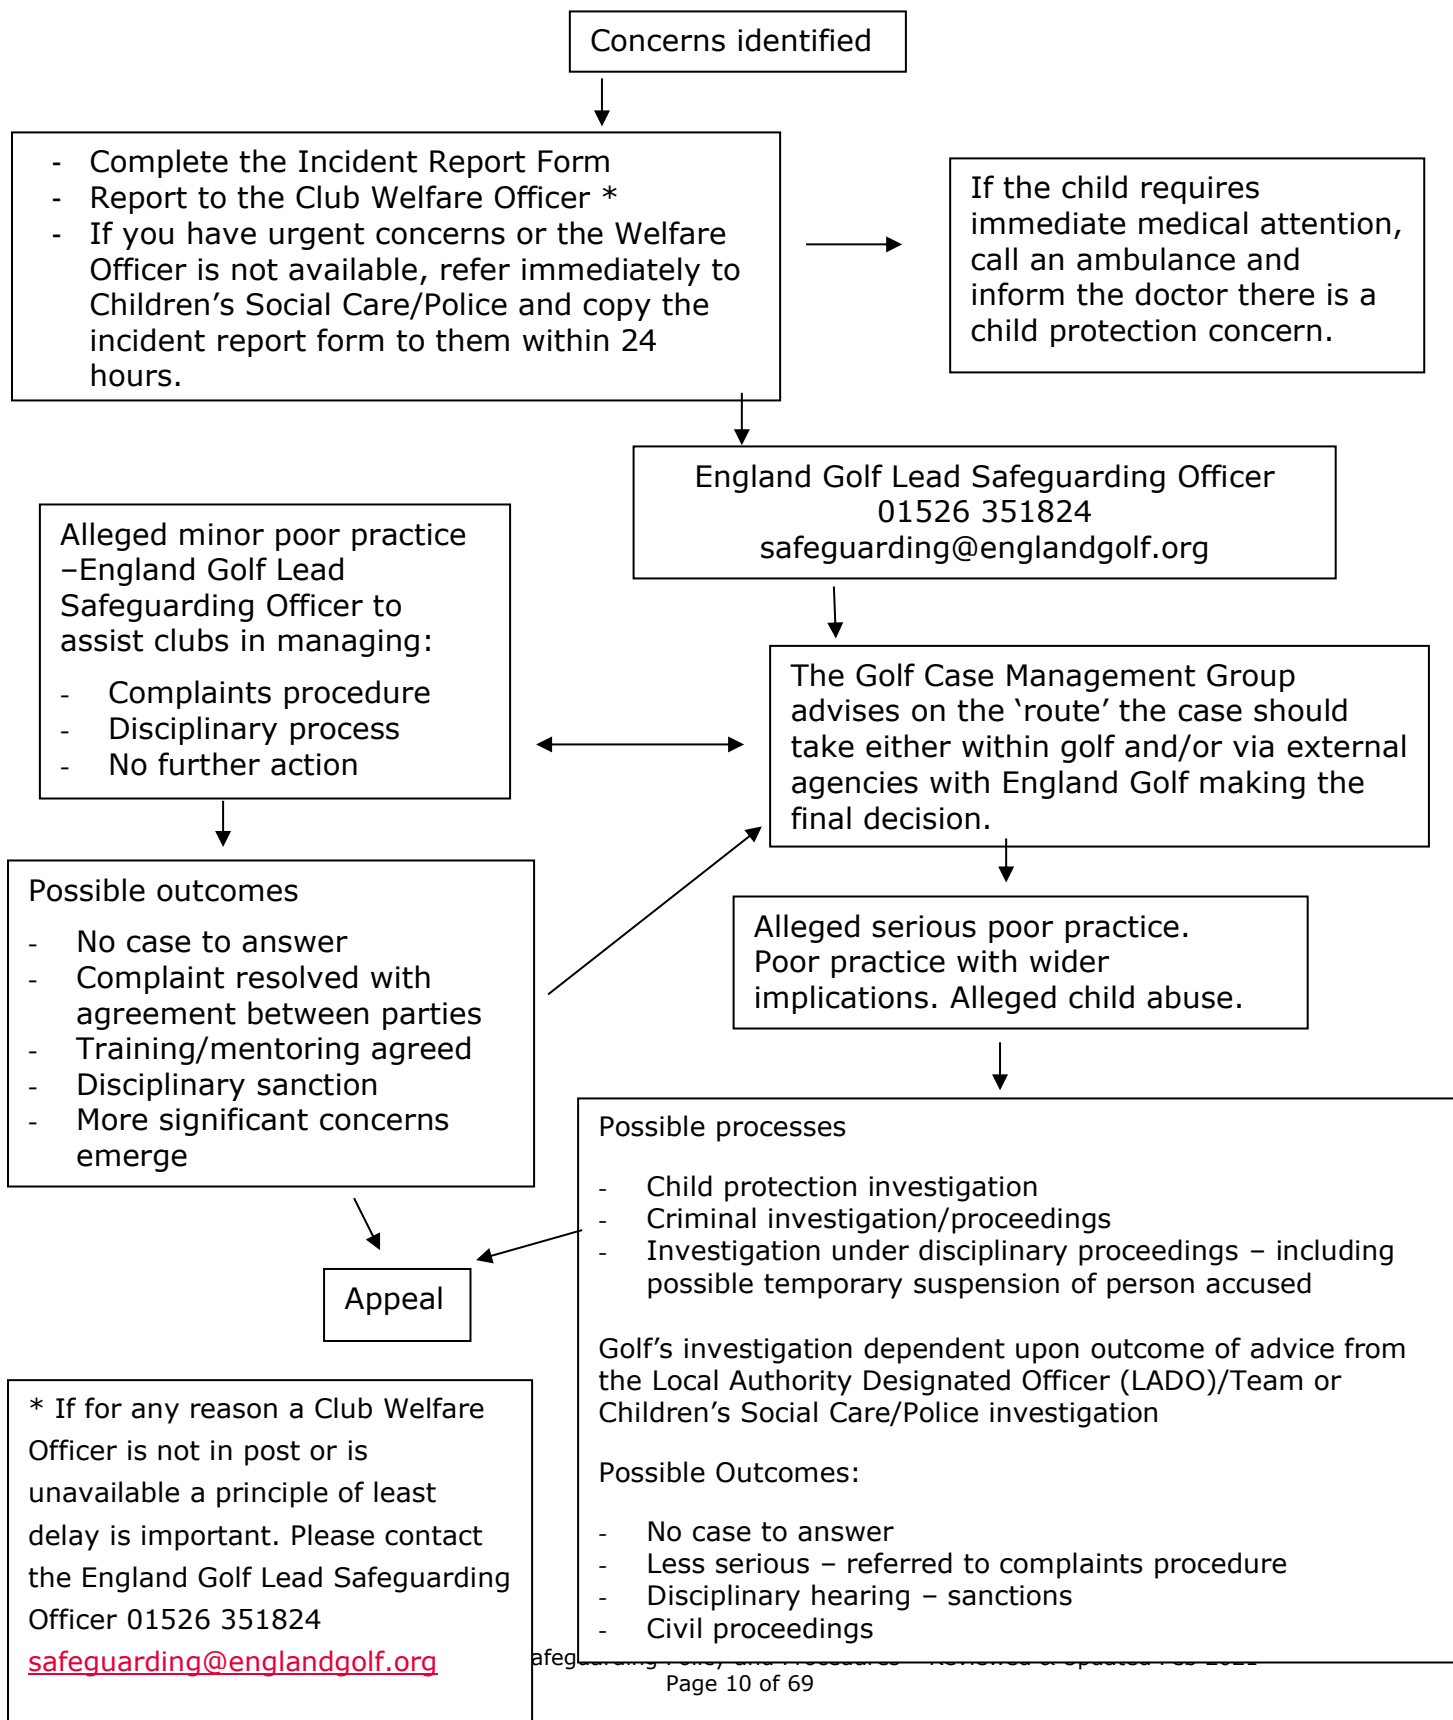 Concerns identified
- Complete the Incident Report Form
- Report to the Club Welfare Officer *
- If you have urgent concerns or the Welfare
Officer is not available, refer immediately to
Children’s Social Care/Police and copy the
incident report form to them within 24
hours.
If the child requires
immediate medical attention,
call an ambulance and
inform the doctor there is a
child protection concern.
England Golf Lead Safeguarding Officer
01526 351824
safeguarding@englandgolf.org
Alleged minor poor practice
–England Golf Lead
Safeguarding Officer to
assist clubs in managing:
- Complaints procedure
- Disciplinary process
- No further action
The Golf Case Management Group
advises on the ‘route’ the case should
take either within golf and/or via external
agencies with England Golf making the
final decision.
Possible outcomes
- No case to answer
- Complaint resolved with
agreement between parties
- Training/mentoring agreed
- Disciplinary sanction
- More significant concerns
emerge
Alleged serious poor practice.
Poor practice with wider
implications. Alleged child abuse.
Possible processes
- Child protection investigation
- Criminal investigation/proceedings
- Investigation under disciplinary proceedings – including
possible temporary suspension of person accused
Golf’s investigation dependent upon outcome of advice from
the Local Authority Designated Officer (LADO)/Team or
Children’s Social Care/Police investigation
Possible Outcomes:
- No case to answer
- Less serious – referred to complaints procedure
- Disciplinary hearing – sanctions
- Civil proceedings
Appeal
* If for any reason a Club Welfare
Officer is not in post or is
unavailable a principle of least
delay is important. Please contact
the England Golf Lead Safeguarding
Officer 01526 351824
safeguarding@englandgolf.org
Page 10 of 69